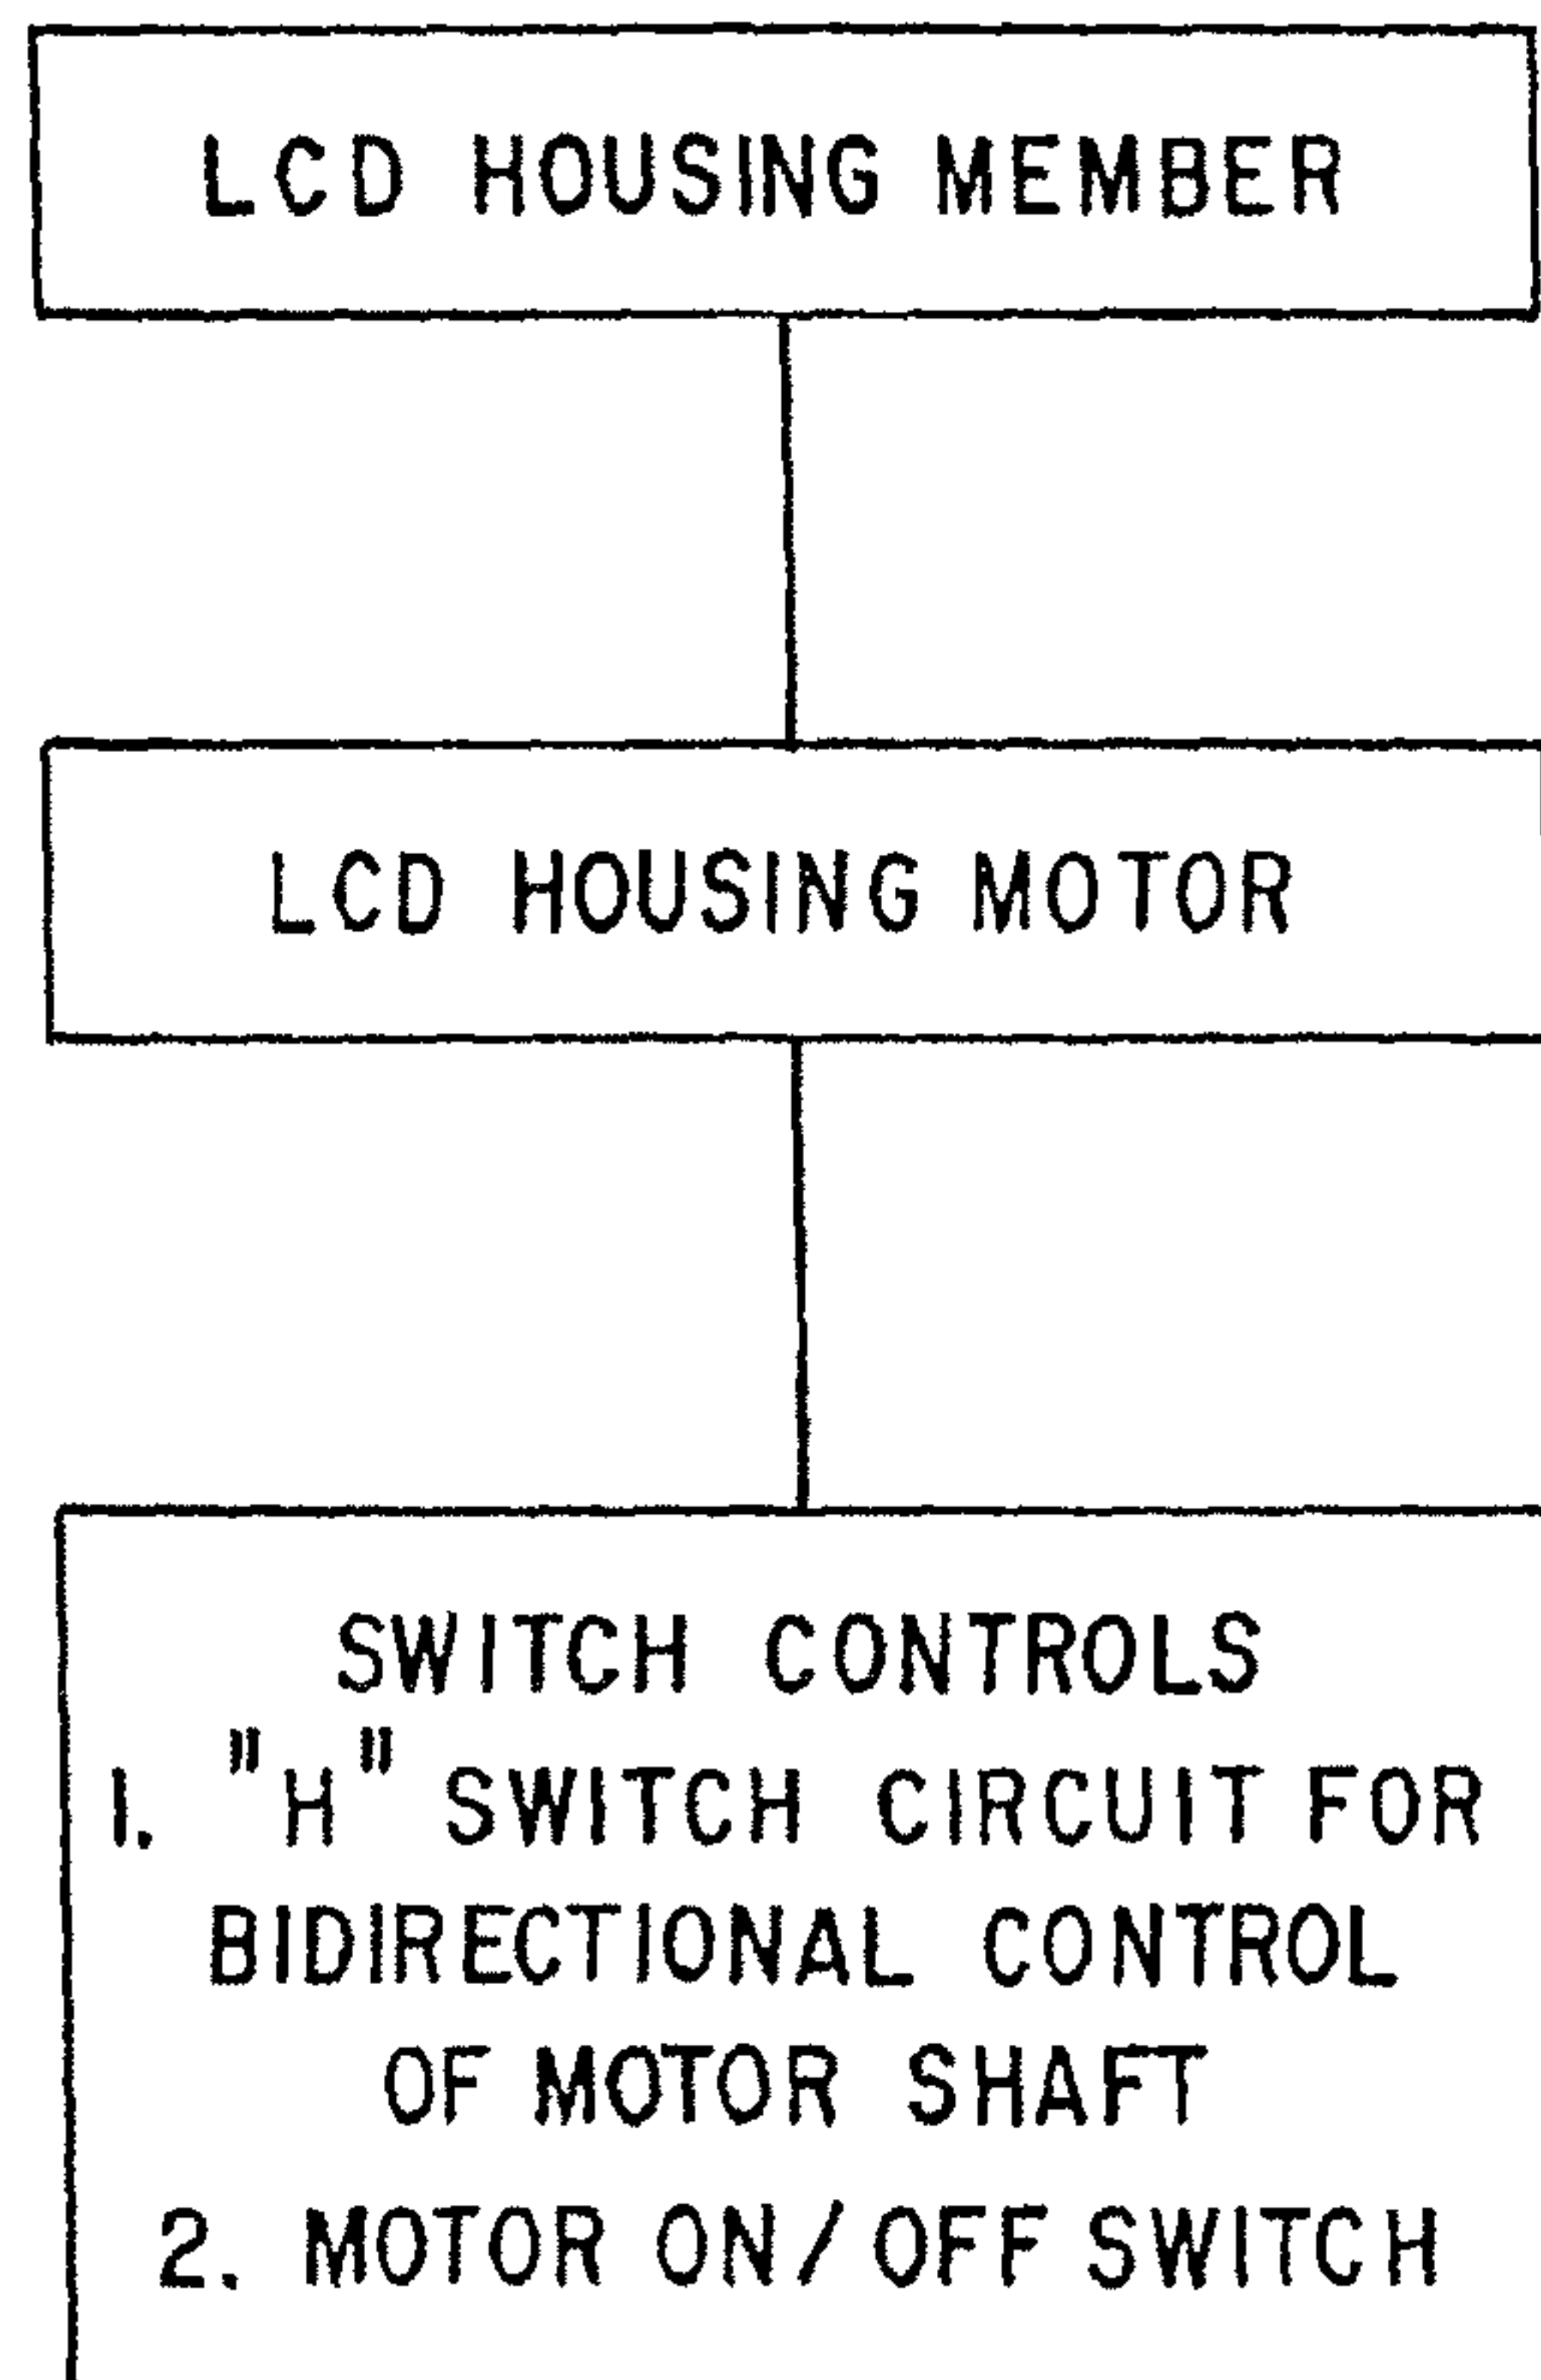 LCD HOUSING MEMBER
LCD HOUSING MOTOR
SWITCH CONTROLS
1. "H" SWITCH CIRCUIT FOR
BIDIRECTIONAL CONTROL
OF MOTOR SHAFT
2. MOTOR ON/OFF SWITCH